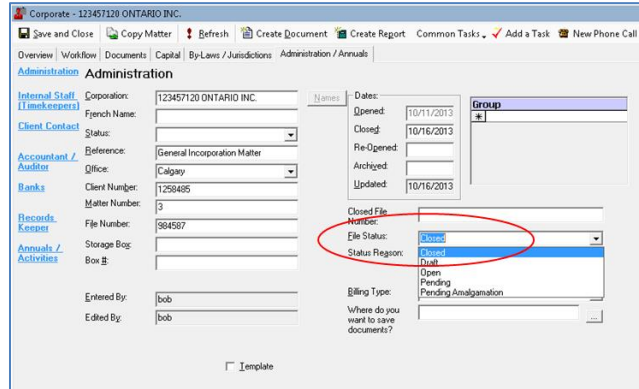 Corporate - 123457120 ONTARIO INC.
Save and Close Copy Matter Refresh Create Document Create Report Common Tasks Add a Task New Phone Call
Overview Workflow Documents Capital By-Laws / Jurisdictions Administration / Annuals
Administration
Internal Staff
(Timekeepers)
Client Contact
Accountant /
Auditor
Banks
Records
Keeper
Annuals /
Activities
Administration
Corporation: 123457120 ONTARIO INC. Names
French Name:
Status:
Reference: General Incorporation Matter
Office: Calgary
Client Number: 1258485
Matter Number: 3
File Number: 984587
Storage Box:
Box #:
Entered By: bob
Edited By: bob
Template
Dates:
Opened: 10/11/2013
Closed: 10/16/2013
Re-Opened:
Archived:
Updated: 10/16/2013
Group
*
Closed File
Number:
File Status: Closed
Status Reason: Closed
Draft
Open
Pending
Pending Amalgamation
Billing Type:
Where do you
want to save
documents?
...